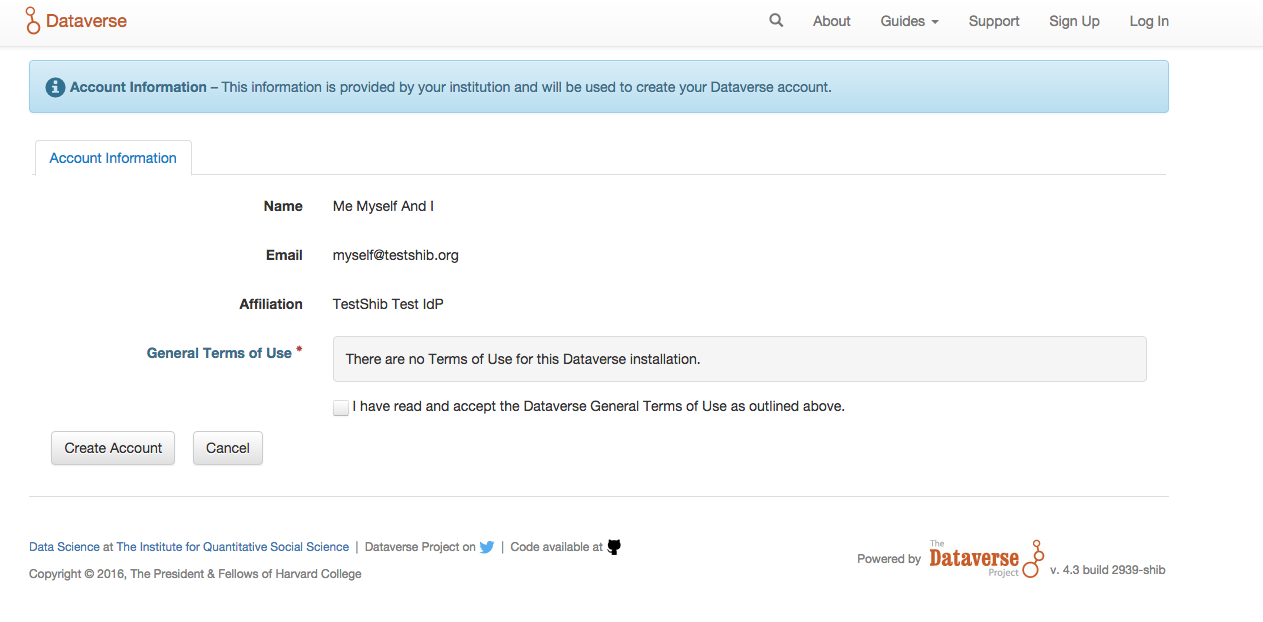 Dataverse About Guides Support Sign Up Log In
Account Information – This information is provided by your institution and will be used to create your Dataverse account.
Account Information
Name Me Myself And I
Email myself@testshib.org
Affiliation TestShib Test IdP
General Terms of Use * There are no Terms of Use for this Dataverse installation.
I have read and accept the Dataverse General Terms of Use as outlined above.
Create Account Cancel
Data Science at The Institute for Quantitative Social Science | Dataverse Project on | Code available at
Copyright © 2016, The President & Fellows of Harvard College
Powered by The Dataverse Project v. 4.3 build 2939-shib